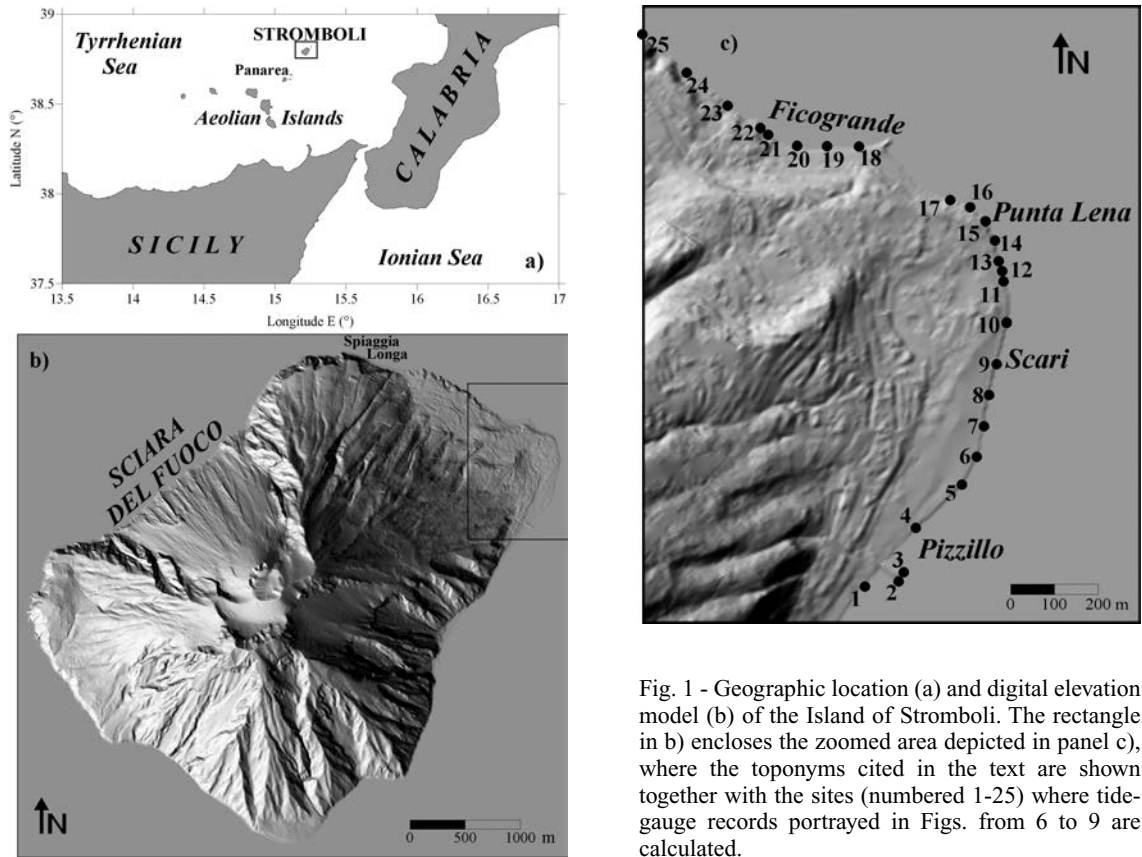 39
38.5
38
37.5
Latitude N (°)
13.5 14 14.5 15 15.5 16 16.5 17
Longitude E (°)
Tyrrhenian
Sea
STROMBOLI
Panarea
Aeolian Islands
CALABRIA
SICILY
Ionian Sea
a)
b)
Spiaggia
Longa
SCIARA
DEL FUOCO
N
0 500 1000 m
c)
N
25
24
23
22
21
20
19
18
Ficogrande
17
16
15
Punta Lena
14
13
12
11
10
9
Scari
8
7
6
5
4
Pizzillo
3
2
1
0 100 200 m
Fig. 1 - Geographic location (a) and digital elevation
model (b) of the Island of Stromboli. The rectangle
in b) encloses the zoomed area depicted in panel c),
where the toponyms cited in the text are shown
together with the sites (numbered 1-25) where tide-
gauge records portrayed in Figs. from 6 to 9 are
calculated.